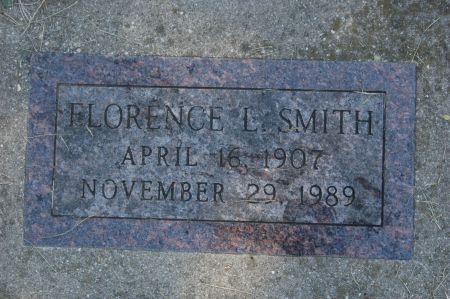 FLORENCE L. SMITH
APRIL 16, 1907
NOVEMBER 29, 1989